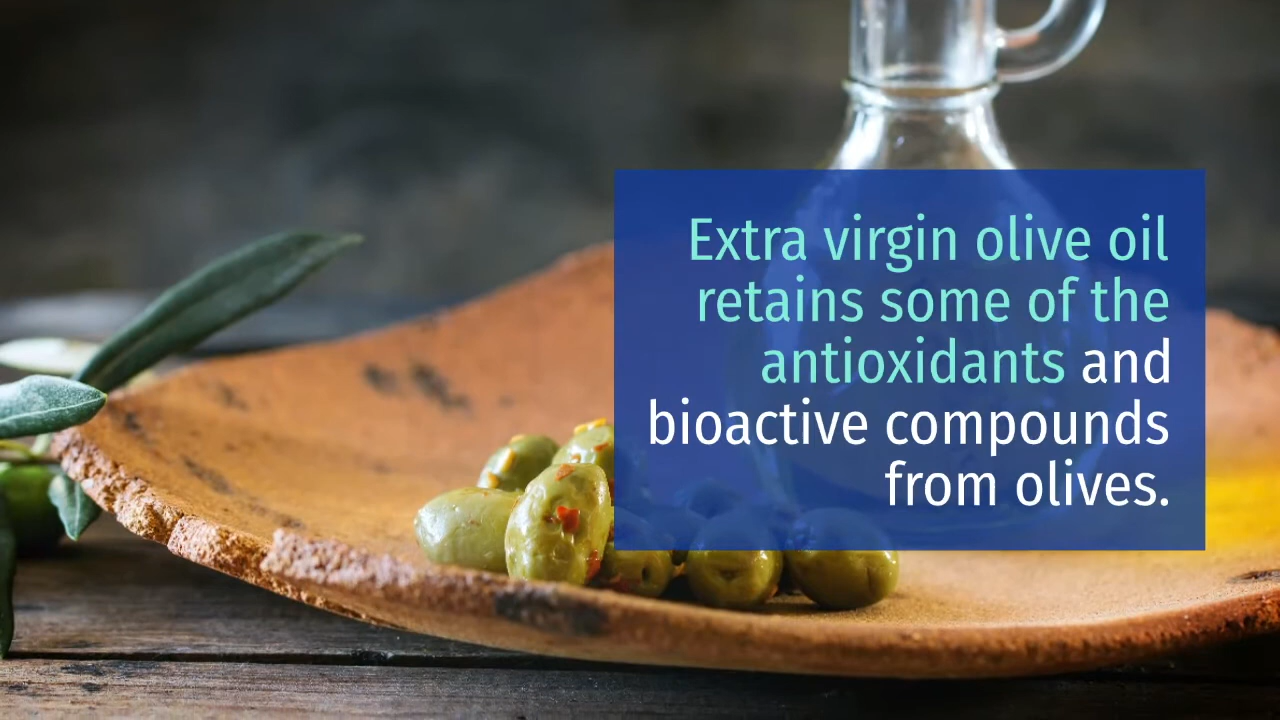 Extra virgin olive oil
retains some of the
antioxidants and
bioactive compounds
from olives.